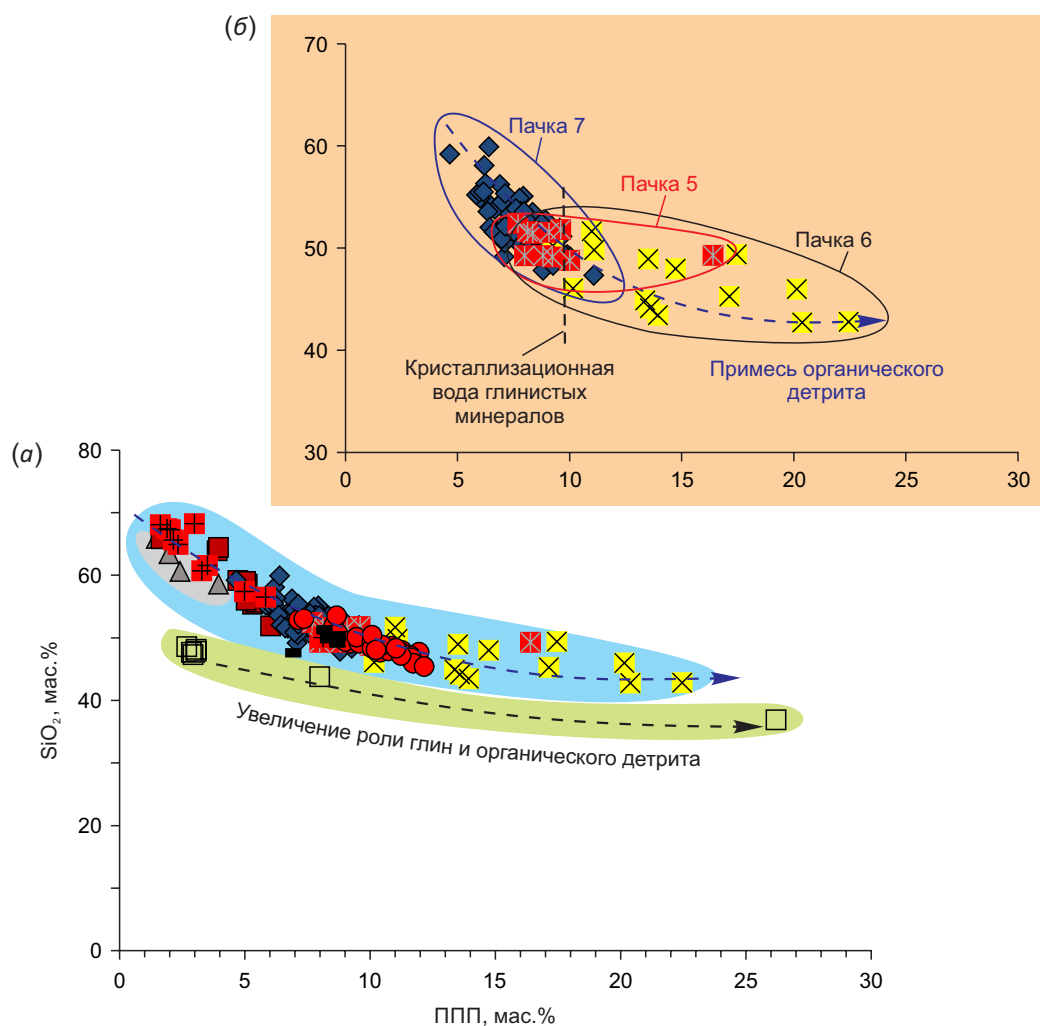 (б)
70
60
50
40
30
0
5
10
15
20
25
30
Пачка 7
Пачка 5
Пачка 6
Кристаллизационная
вода глинистых
минералов
Примесь органического
детрита
(а)
80
60
40
20
0
SiO₂, мас.%
Увеличение роли глин и органического детрита
0
5
10
15
20
25
30
ППП, мас.%